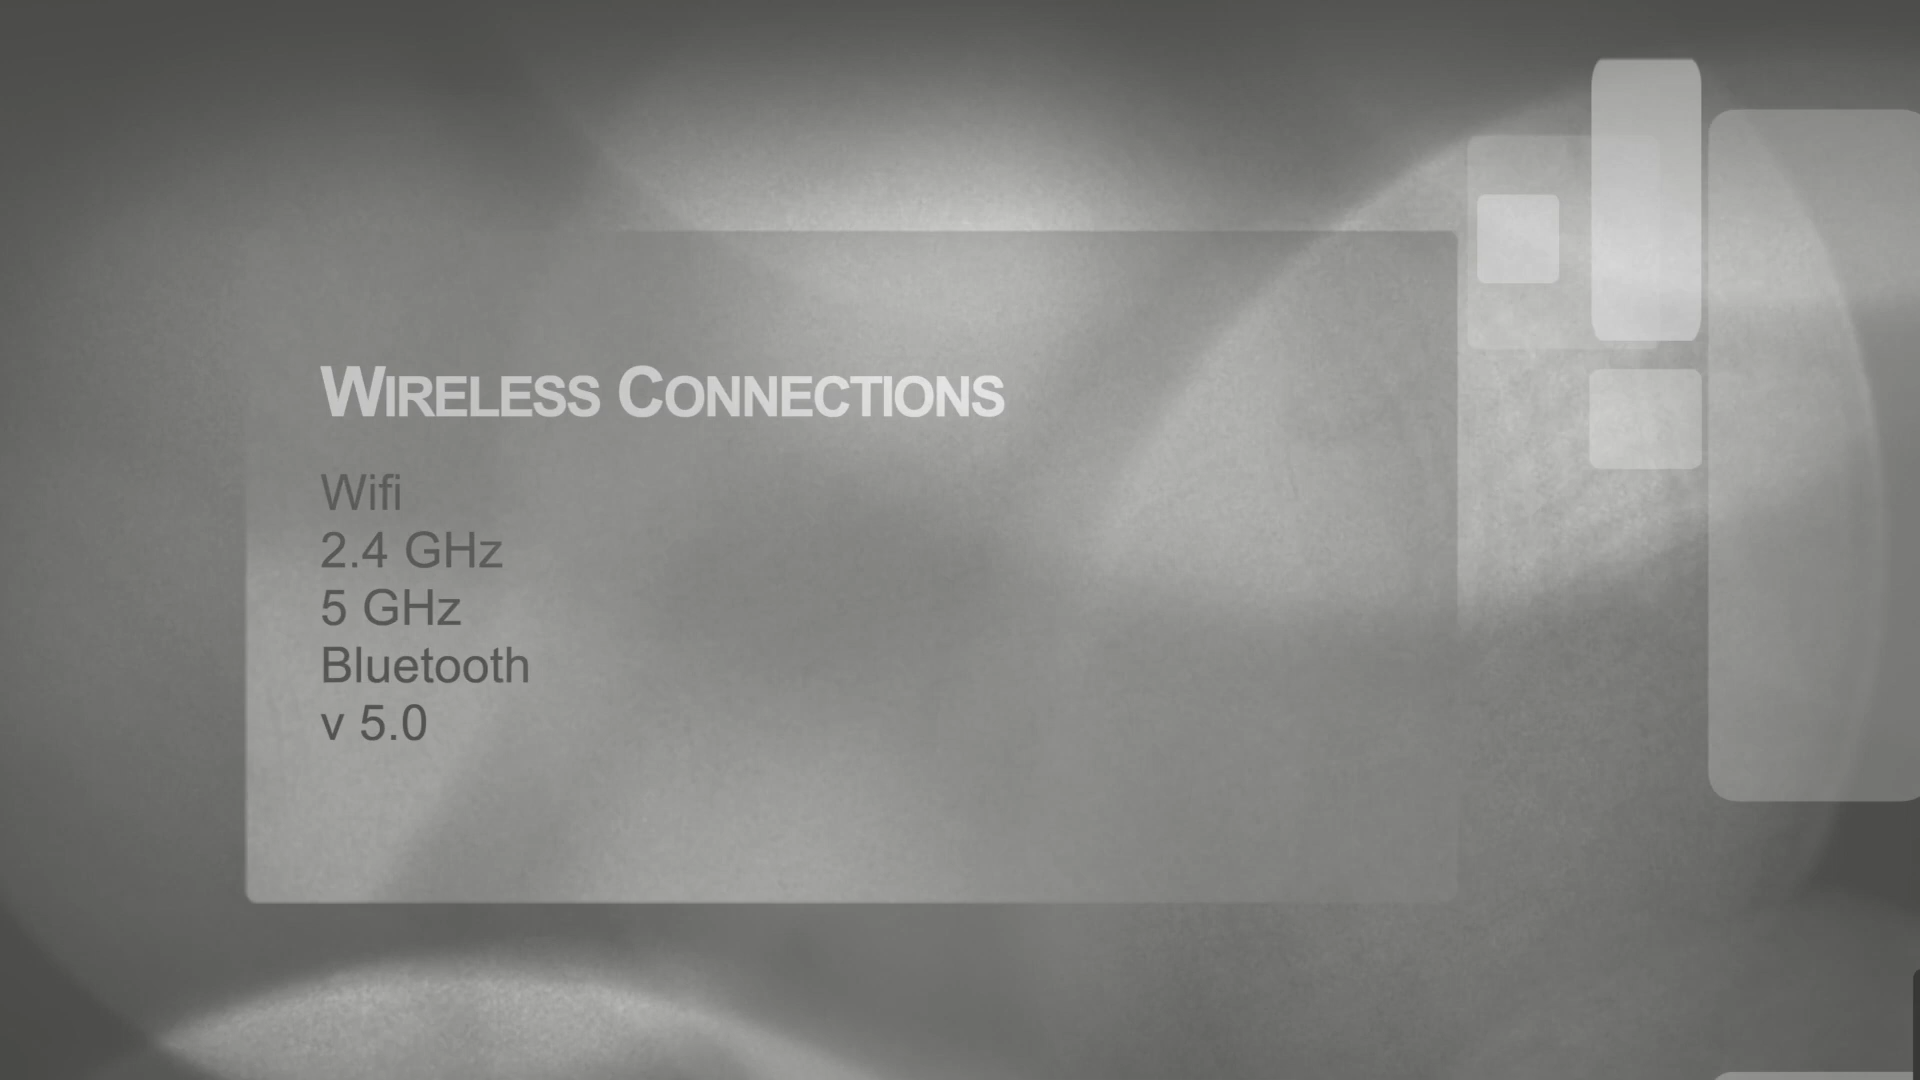 Wireless Connections
Wifi
2.4 GHz
5 GHz
Bluetooth
v 5.0